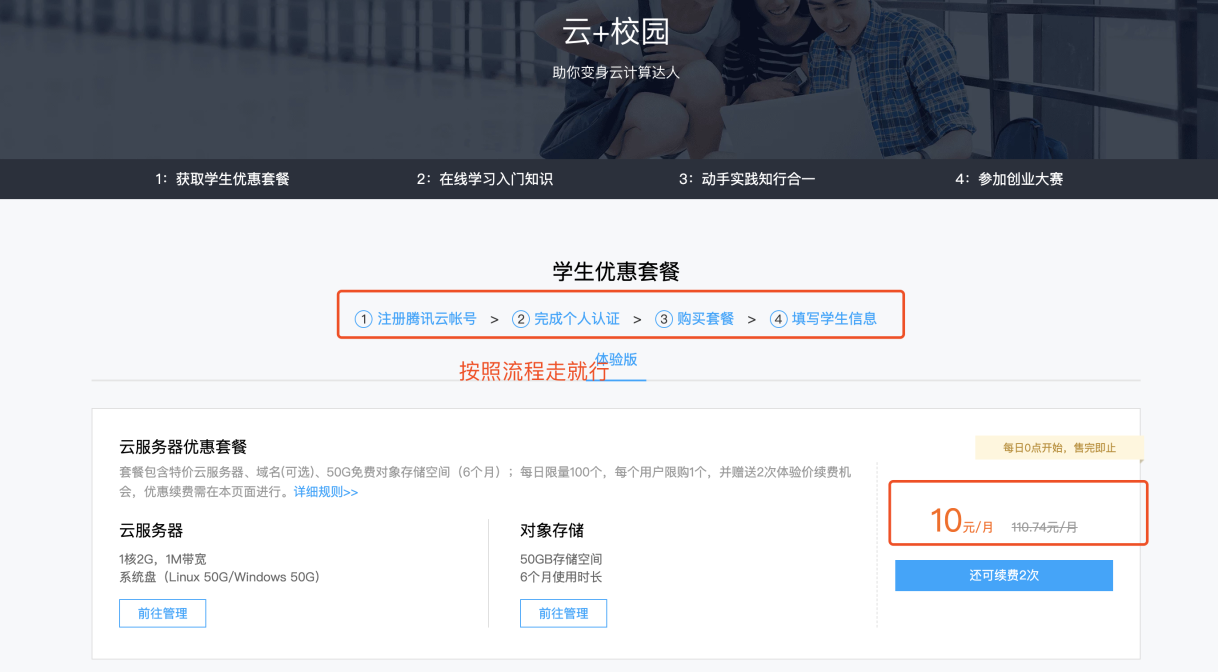 云+校园
助你变身云计算达人
1：获取学生优惠套餐
2：在线学习入门知识
3：动手实践知行合一
4：参加创业大赛
学生优惠套餐
1 注册腾讯云帐号 > 2 完成个人认证 > 3 购买套餐 > 4 填写学生信息
体验版
按照流程走就行
云服务器优惠套餐
每日0点开始，售完即止
套餐包含特价云服务器、域名(可选)、50G免费对象存储空间（6个月）；每日限量100个，每个用户限购1个，并赠送2次体验价续费机
会，优惠续费需在本页面进行。详细规则>>
10元/月 110.74元/月
还可续费2次
云服务器
1核2G，1M带宽
系统盘（Linux 50G/Windows 50G）
前往管理
对象存储
50GB存储空间
6个月使用时长
前往管理